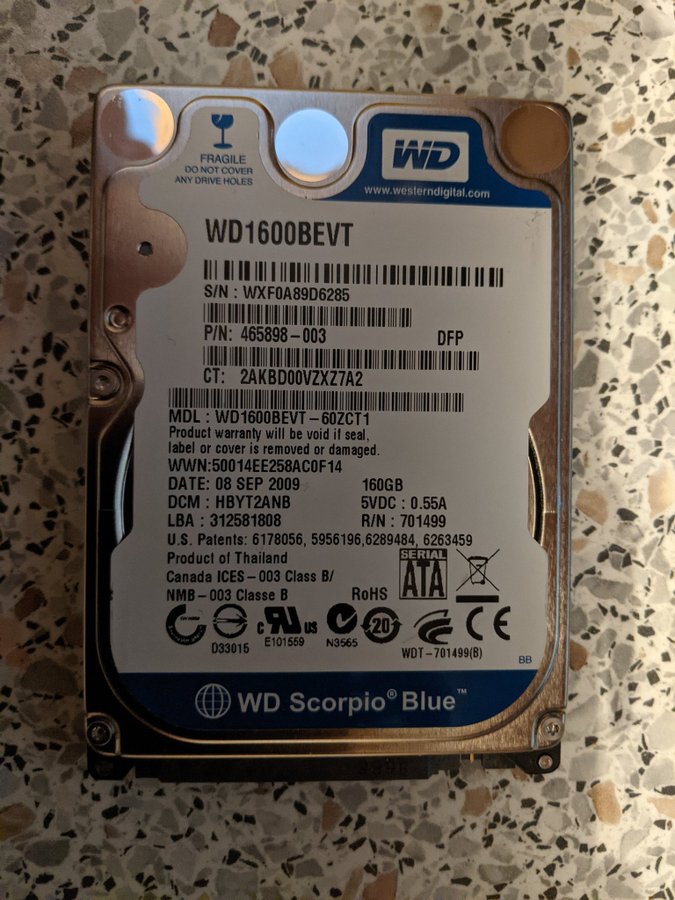 FRAGILE
DO NOT COVER
ANY DRIVE HOLES
WD
www.westerndigital.com
WD1600BEVT
S/N : WXF0A89D6285
P/N: 465898-003 DFP
CT: 2AKBD00VZXZ7A2
MDL : WD1600BEVT-60ZCT1
Product warranty will be void if seal,
label or cover is removed or damaged.
WWN:50014EE258AC0F14
DATE: 08 SEP 2009 160GB
DCM : HBYT2ANB 5VDC : 0.55A
LBA : 312581808 R/N : 701499
U.S. Patents: 6178056, 5956196,6289484, 6263459
Product of Thailand
Canada ICES-003 Class B/
NMB-003 Classe B RoHS
SERIAL
ATA
c RU US
20
CE
D33015 E101559 N3565 WDT-701499(B)
BB
WD Scorpio® Blue™